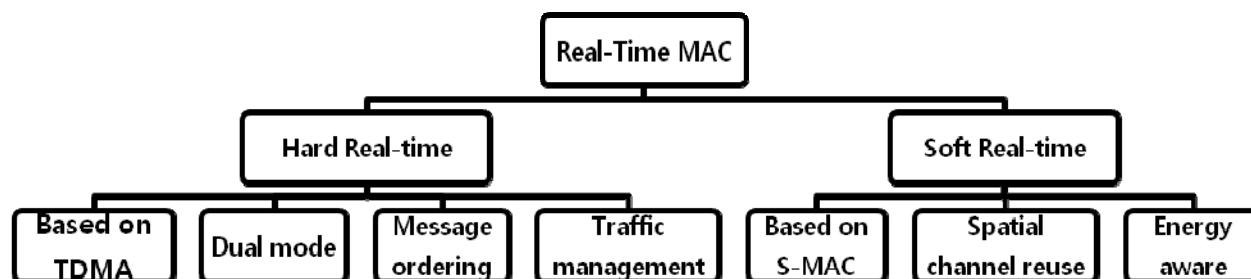 Real-Time MAC
Hard Real-time
Soft Real-time
Based on
TDMA
Dual mode
Message
ordering
Traffic
management
Based on
S-MAC
Spatial
channel reuse
Energy
aware